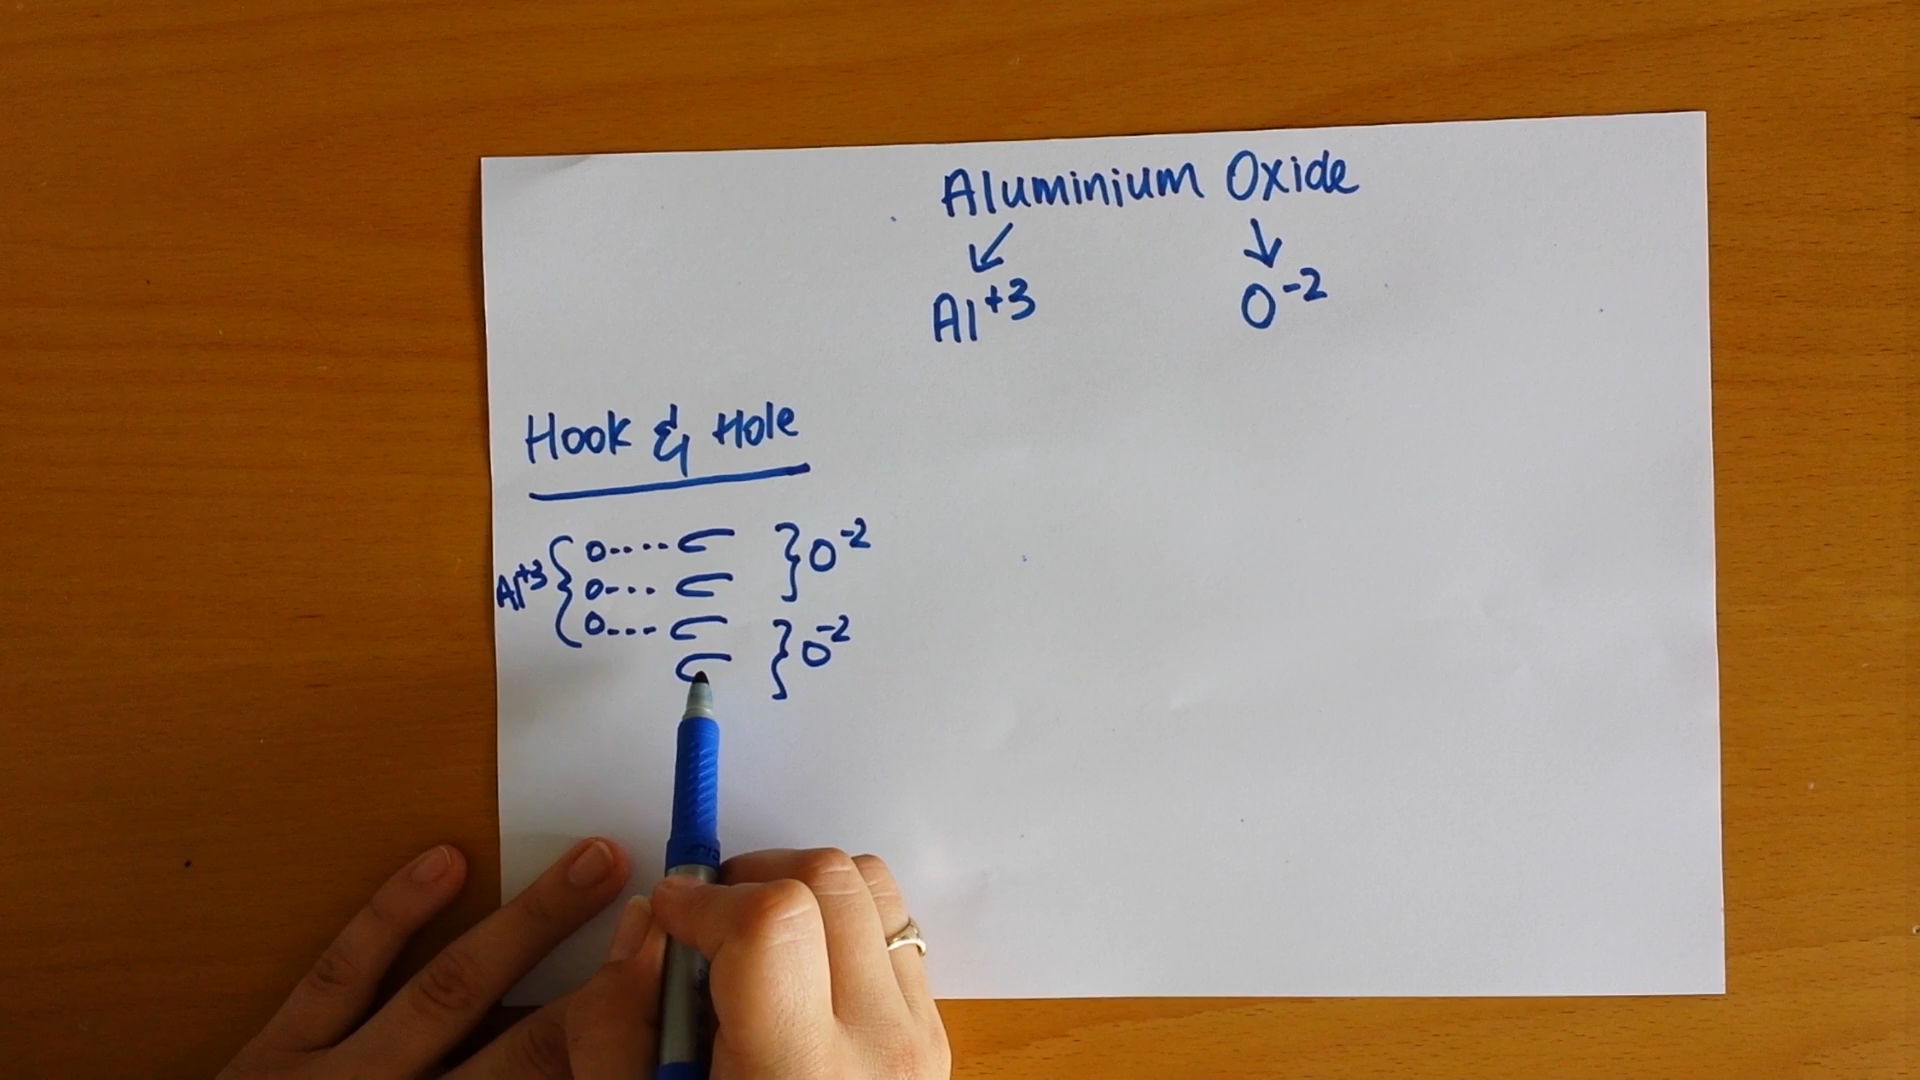 Aluminium Oxide
↙ ↓
Al+3 O-2
Hook & Hole
Al+3 { o....⊂ } O-2
o--.. ⊂
o---- ⊂ } O-2
⊂